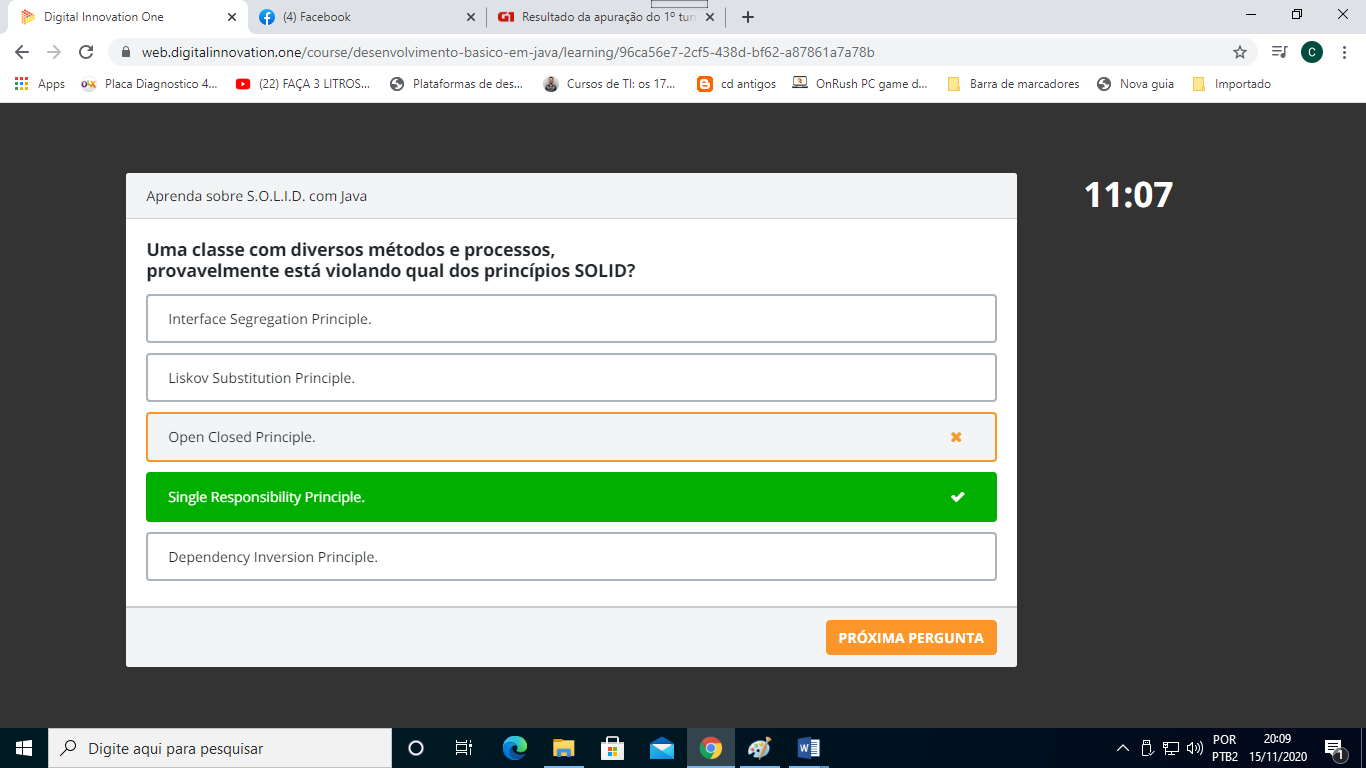 Digital Innovation One
(4) Facebook
G1 Resultado da apuração do 1º tur
web.digitalinnovation.one/course/desenvolvimento-basico-em-java/learning/96ca56e7-2cf5-438d-bf62-a87861a7a78b
C
Apps
OLX Placa Diagnostico 4...
(22) FAÇA 3 LITROS...
Plataformas de des...
Cursos de TI: os 17...
cd antigos
OnRush PC game d...
Barra de marcadores
Nova guia
Importado
Aprenda sobre S.O.L.I.D. com Java
11:07
Uma classe com diversos métodos e processos,
provavelmente está violando qual dos princípios SOLID?
Interface Segregation Principle.
Liskov Substitution Principle.
Open Closed Principle.
Single Responsibility Principle.
Dependency Inversion Principle.
PRÓXIMA PERGUNTA
Digite aqui para pesquisar
POR
PTB2
20:09
15/11/2020
1